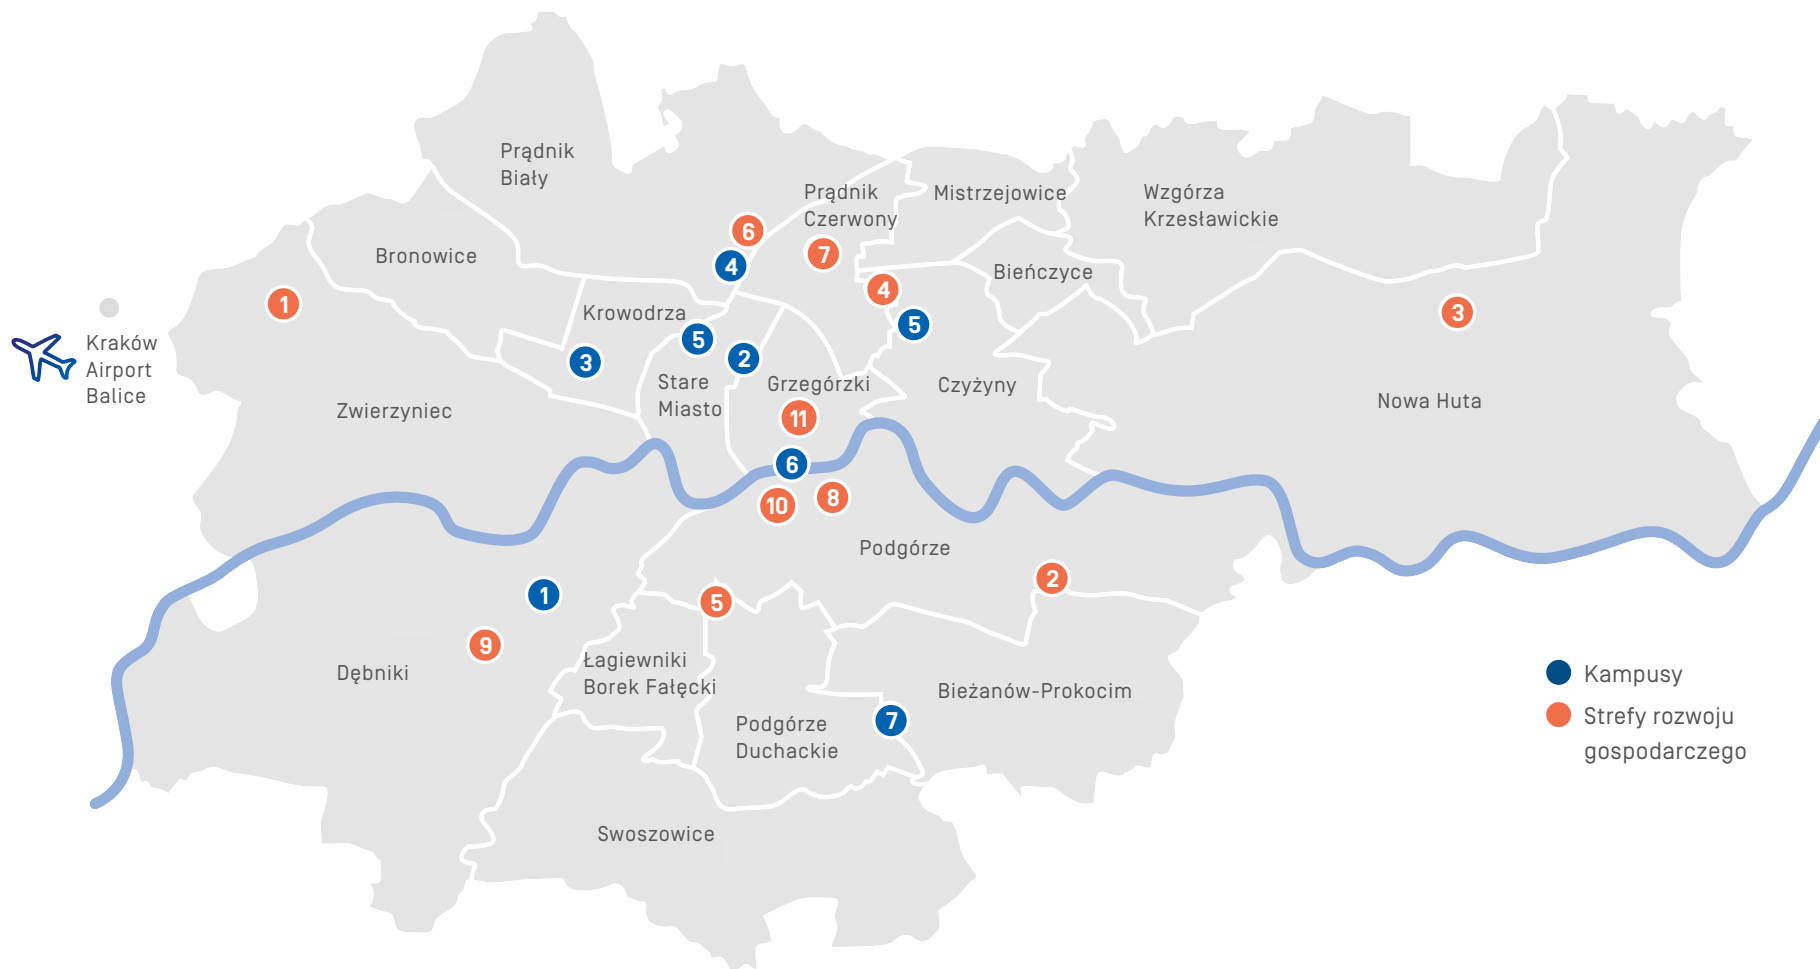 Prądnik
Biały
Prądnik
Czerwony
Mistrzejowice
Wzgórza
Krzesławickie
Bronowice
6
7
4
Bieńczyce
1
4
3
Krowodrza
5
5
Kraków
Airport
Balice
3
2
Stare
Miasto
Grzegórzki
Czyżyny
Nowa Huta
Zwierzyniec
11
6
10
8
Podgórze
2
1
5
9
Dębniki
Łagiewniki
Borek Fałęcki
Bieżanów-Prokocim
7
Podgórze
Duchackie
Swoszowice
Kampusy
Strefy rozwoju
gospodarczego